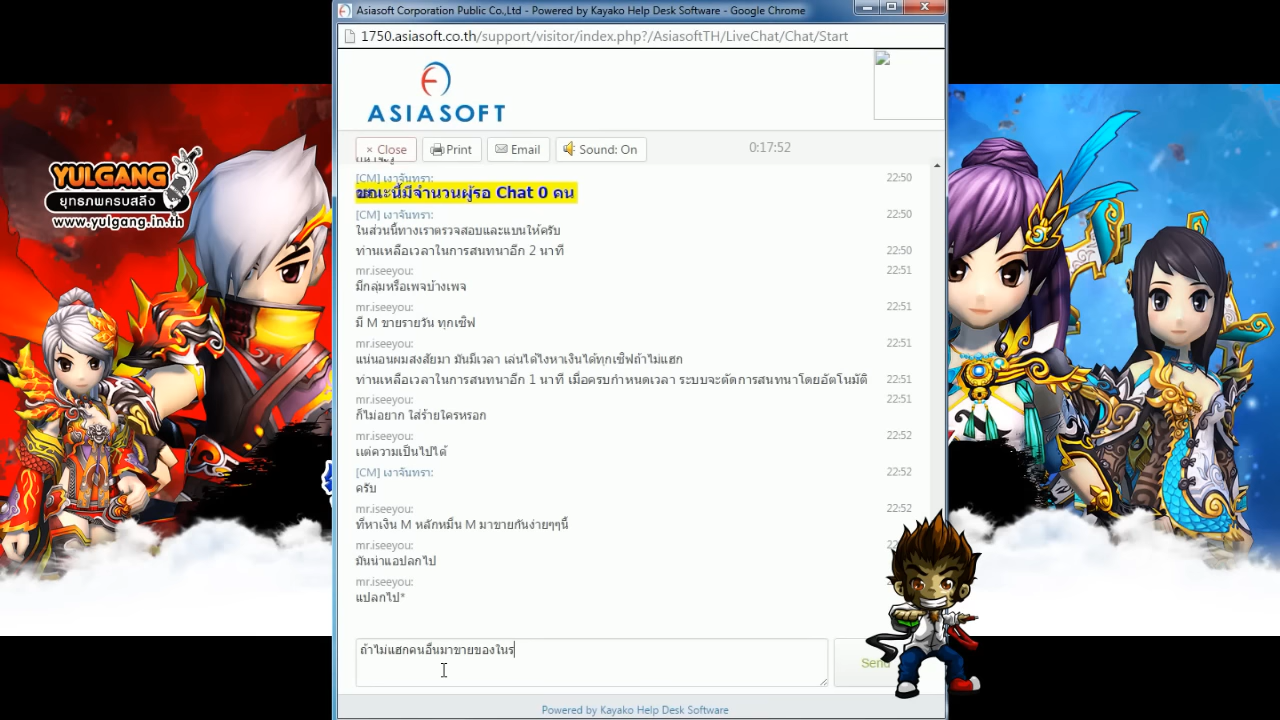 Asiasoft Corporation Public Co.,Ltd - Powered by Kayako Help Desk Software - Google Chrome
1750.asiasoft.co.th/support/visitor/index.php?/AsiasoftTH/LiveChat/Chat/Start
ASIASOFT
× Close Print Email Sound: On 0:17:52
[CM] เงาจันทรา: 22:50
ขณะนี้มีจำนวนผู้รอ Chat 0 คน
[CM] เงาจันทรา: 22:50
ในส่วนนี้ทางเราตรวจสอบและแบนให้ครับ
ท่านเหลือเวลาในการสนทนาอีก 2 นาที 22:50
mr.iseeyou: 22:51
มีกลุ่มหรือเพจบ้างเพจ
mr.iseeyou: 22:51
มี M ขายรายวัน ทุกเซิฟ
mr.iseeyou: 22:51
แน่นอนผมสงสัยมา มันมีเวลา เล่นได้ไงหาเงินได้ทุกเซิ็ฟถ้าไม่แฮก
ท่านเหลือเวลาในการสนทนาอีก 1 นาที เมื่อครบกำหนดเวลา ระบบจะตัดการสนทนาโดยอัตโนมัติ 22:51
mr.iseeyou: 22:51
ก็ไม่อยาก ใส่ร้ายใครหรอก
mr.iseeyou: 22:52
แต่ความเป็นไปได้
[CM] เงาจันทรา: 22:52
ครับ
mr.iseeyou: 22:52
ที่หาเงิน M หลักหมื่น M มาขายกันง่ายๆๆนี้
mr.iseeyou:
มันน่าแอปลกไป
mr.iseeyou:
แปลกไป*
ถ้าไม่แฮกคนอื่นมาขายของในร
Send
Powered by Kayako Help Desk Software
YULGANG
ยุทธภพครบสลึง
www.yulgang.in.th